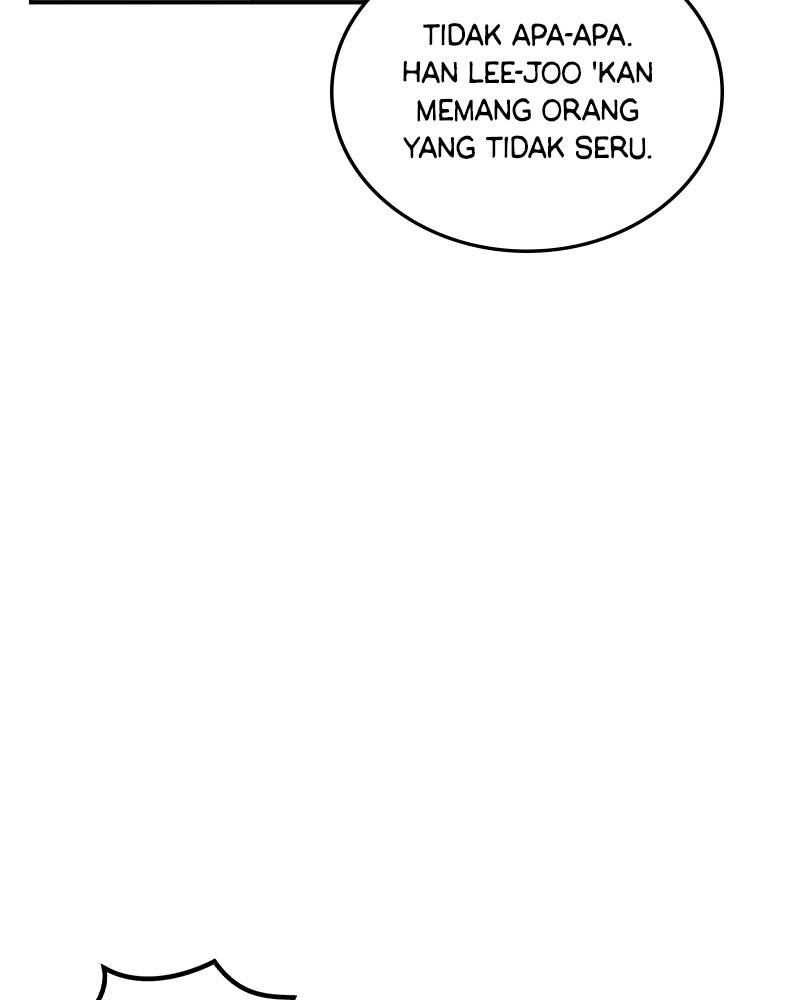 TIDAK APA-APA.
HAN LEE-JOO 'KAN
MEMANG ORANG
YANG TIDAK SERU.